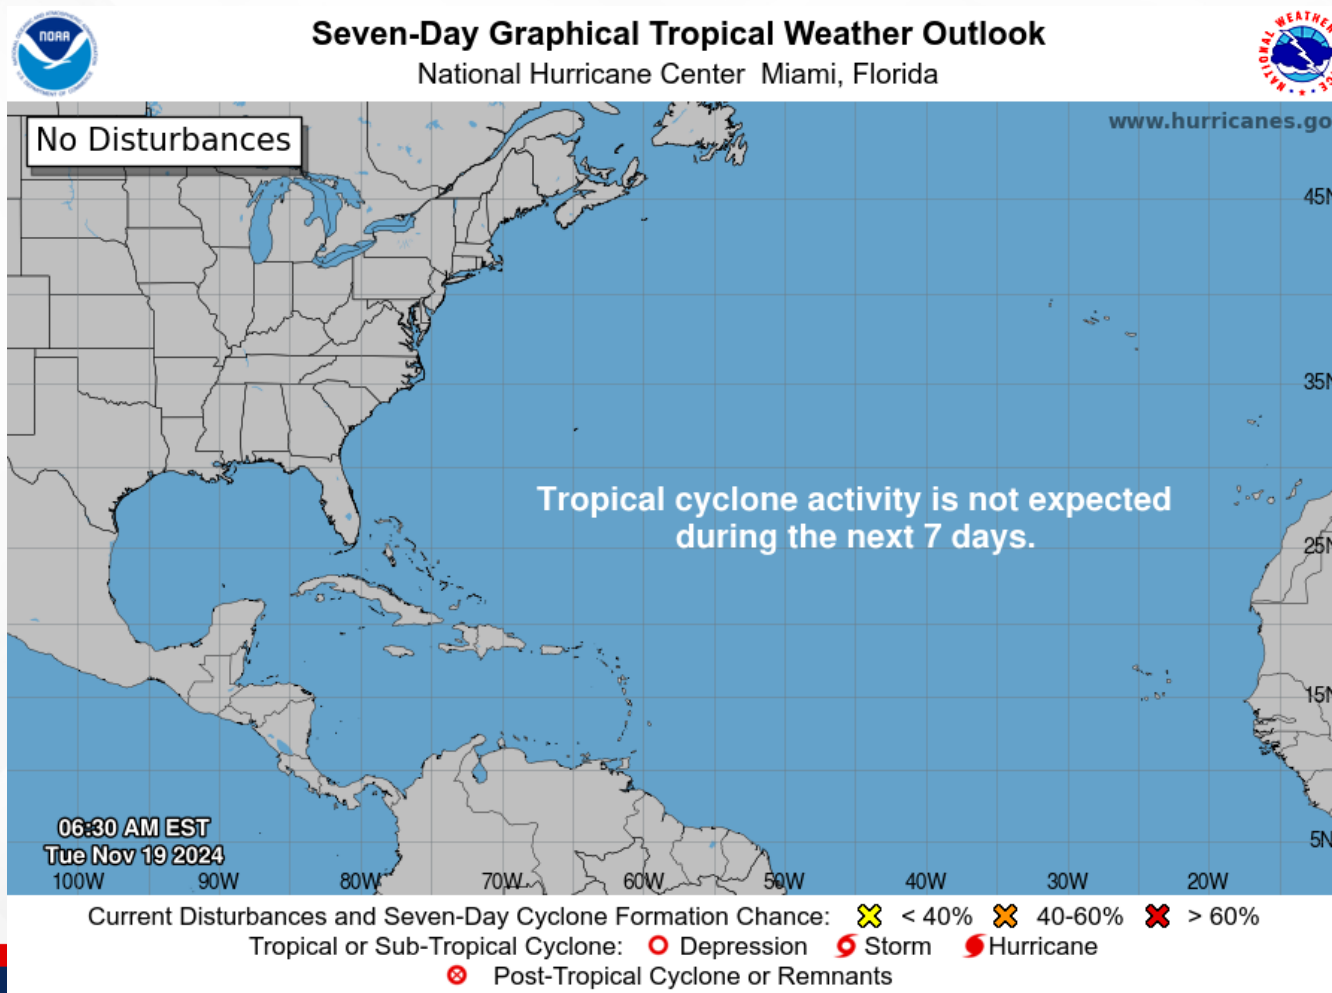 Seven-Day Graphical Tropical Weather Outlook
National Hurricane Center Miami, Florida
NOAA
NATIONAL WEATHER
No Disturbances
www.hurricanes.go
45N
35N
Tropical cyclone activity is not expected
during the next 7 days.
25N
15N
06:30 AM EST
Tue Nov 19 2024
5N
100W 90W 80W 70W 60W 50W 40W 30W 20W
Current Disturbances and Seven-Day Cyclone Formation Chance: < 40% 40-60% > 60%
Tropical or Sub-Tropical Cyclone: Depression Storm Hurricane
Post-Tropical Cyclone or Remnants